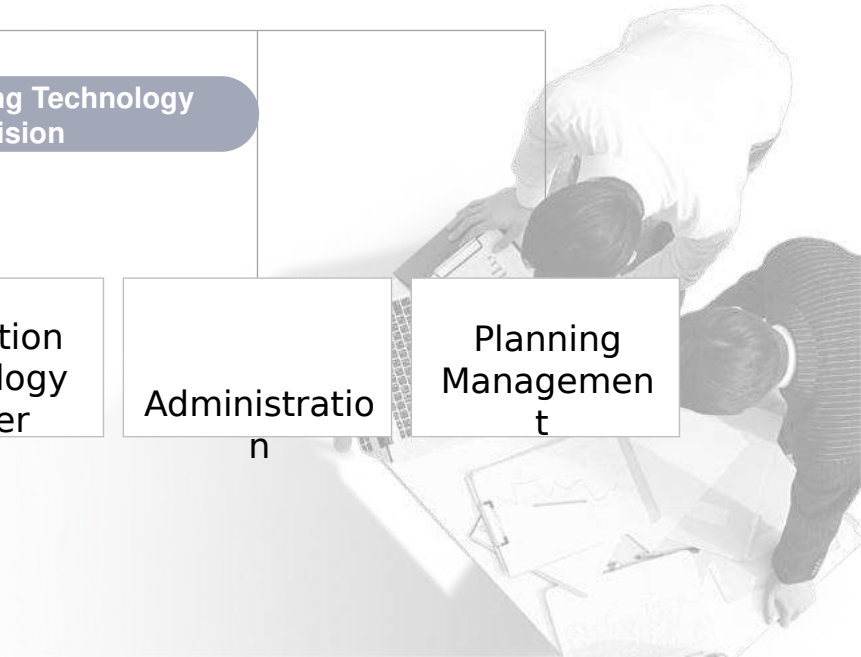 ng Technology
ision
tion
logy
er
Administratio
n
Planning
Managemen
t